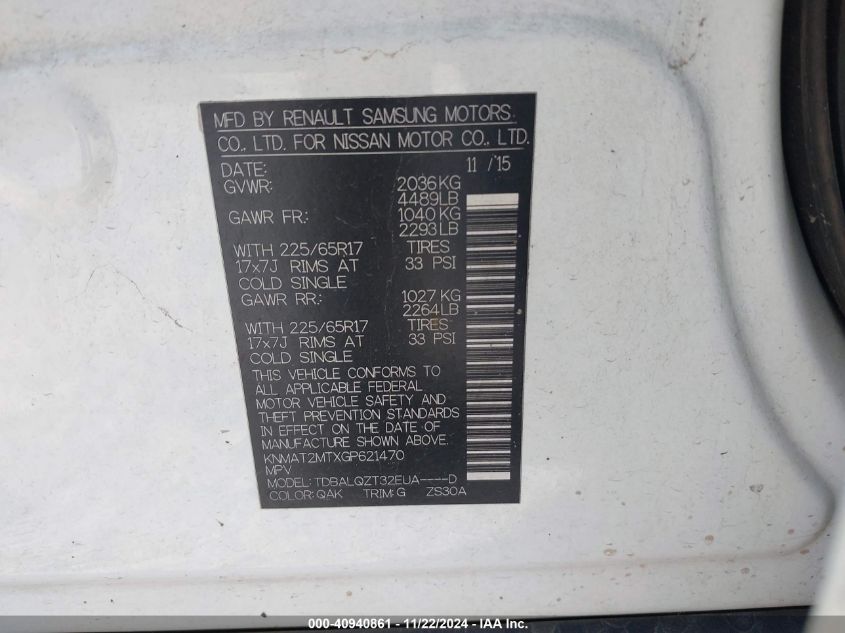 MFD BY RENAULT SAMSUNG MOTORS
CO., LTD. FOR NISSAN MOTOR CO., LTD.
DATE: 11 /'15
GVWR: 2036KG
4489LB
GAWR FR: 1040KG
2293LB
WITH 225/65R17 TIRES
17x7J RIMS AT 33 PSI
COLD SINGLE
GAWR RR: 1027KG
2264LB
WITH 225/65R17 TIRES
17x7J RIMS AT 33 PSI
COLD SINGLE
THIS VEHICLE CONFORMS TO
ALL APPLICABLE FEDERAL
MOTOR VEHICLE SAFETY AND
THEFT PREVENTION STANDARDS
IN EFFECT ON THE DATE OF
MANUFACTURE SHOWN ABOVE.
KNMAT2MTXGP621470
MPV
MODEL: TDBALQZT32EUA----D
COLOR: QAK TRIM: G ZS30A
000-40940861 - 11/22/2024 - IAA Inc.